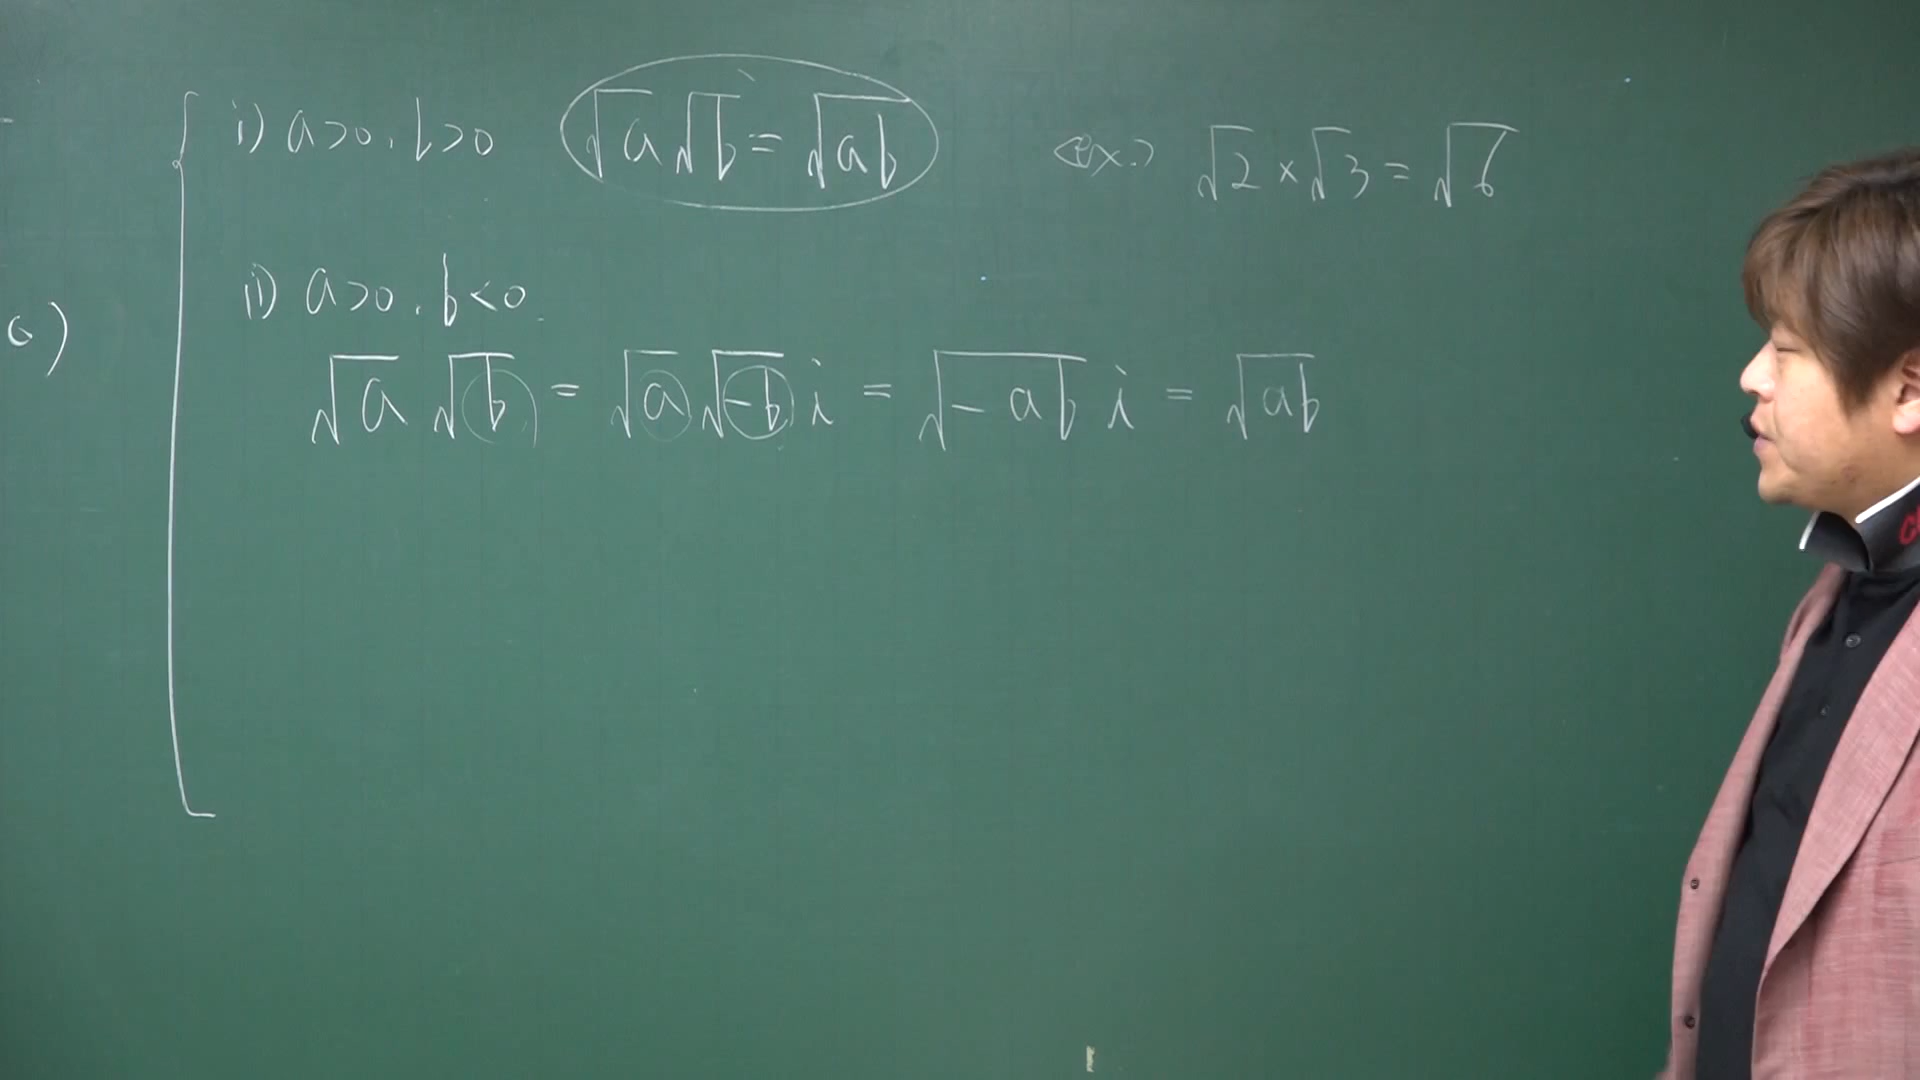 i) a>0, b>0 √a√b = √ab <ex.> √2 × √3 = √6
ii) a>0, b<0.
√a √b = √a √-b i = √-ab i = √ab